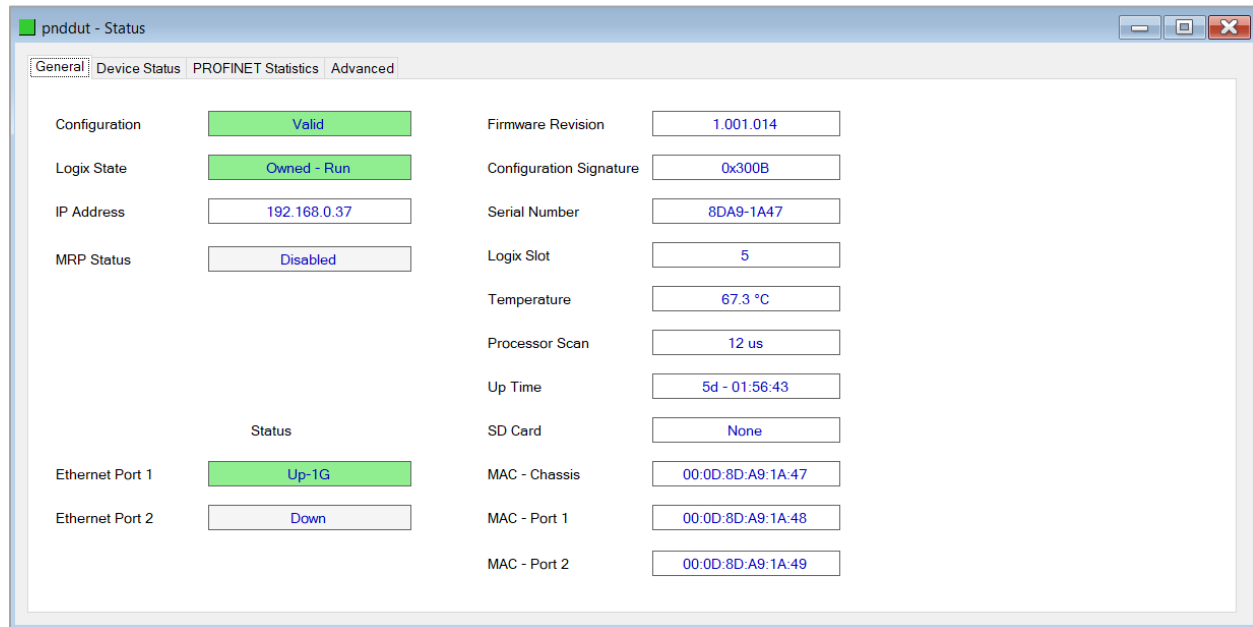 pnddut - Status
General Device Status PROFINET Statistics Advanced
Configuration Valid
Logix State Owned - Run
IP Address 192.168.0.37
MRP Status Disabled
Status
Ethernet Port 1 Up-1G
Ethernet Port 2 Down
Firmware Revision 1.001.014
Configuration Signature 0x300B
Serial Number 8DA9-1A47
Logix Slot 5
Temperature 67.3 °C
Processor Scan 12 us
Up Time 5d - 01:56:43
SD Card None
MAC - Chassis 00:0D:8D:A9:1A:47
MAC - Port 1 00:0D:8D:A9:1A:48
MAC - Port 2 00:0D:8D:A9:1A:49